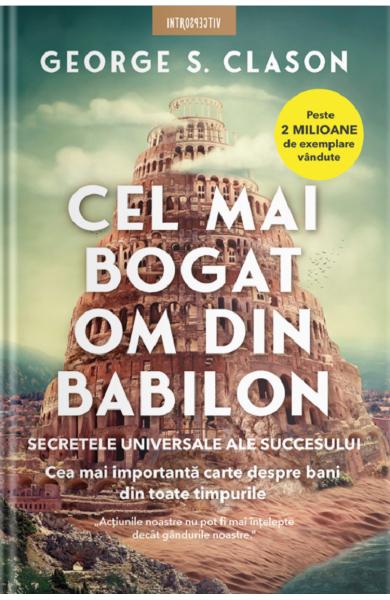 INTROSPECTIV
GEORGE S. CLASON
Peste
2 MILIOANE
de exemplare
vândute
CEL MAI
BOGAT
OM DIN
BABILON
SECRETELE UNIVERSALE ALE SUCCESULUI
Cea mai importantă carte despre bani
din toate timpurile
„Acțiunile noastre nu pot fi mai înțelepte
decât gândurile noastre.”